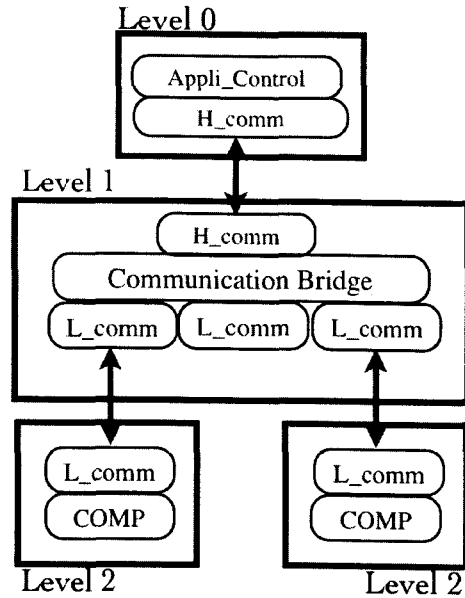 Level 0
Appli_Control
H_comm
Level 1
H_comm
Communication Bridge
L_comm L_comm L_comm
L_comm L_comm
COMP COMP
Level 2 Level 2